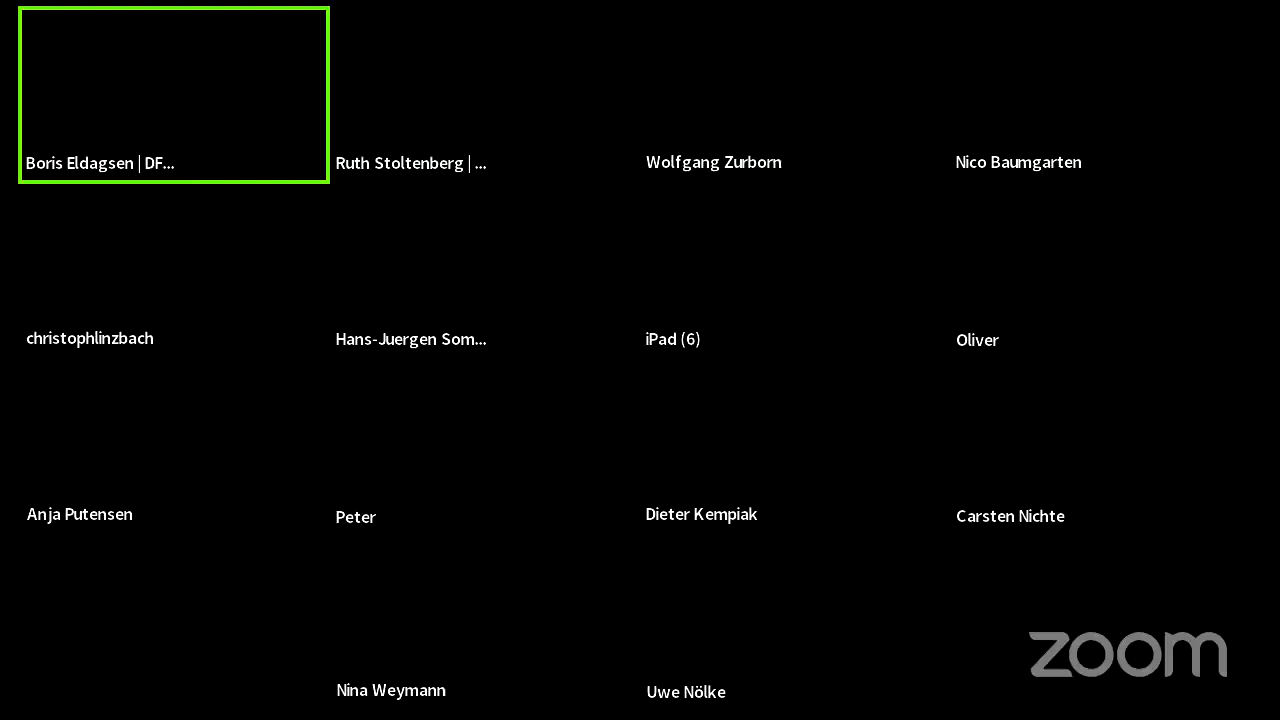 Boris Eldagsen | DF...
Ruth Stoltenberg | ...
Wolfgang Zurborn
Nico Baumgarten
christophlinzbach
Hans-Juergen Som...
iPad (6)
Oliver
Anja Putensen
Peter
Dieter Kempiak
Carsten Nichte
Nina Weymann
Uwe Nölke
zoom